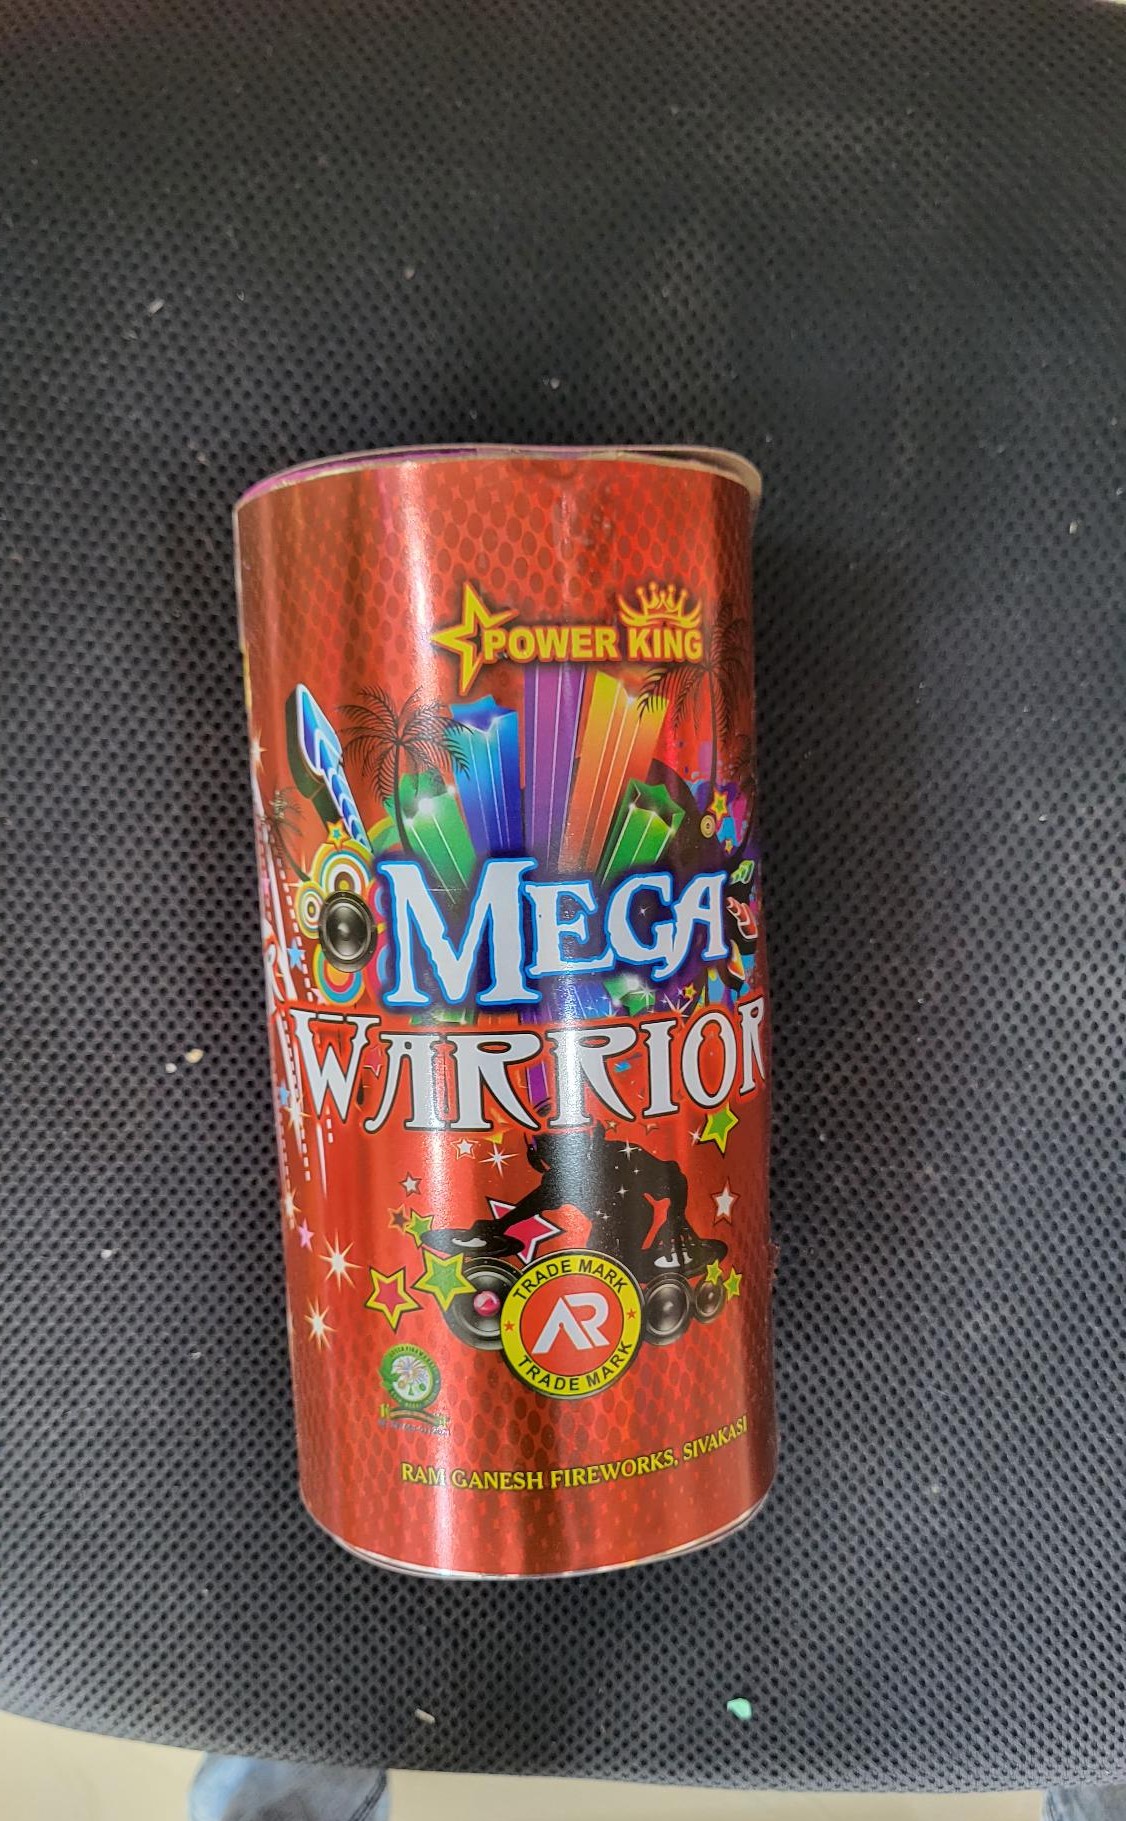 POWER KING
MEGA
WARRIOR
TRADE MARK
AR
TRADE MARK
RAM GANESH FIREWORKS, SIVAKASI